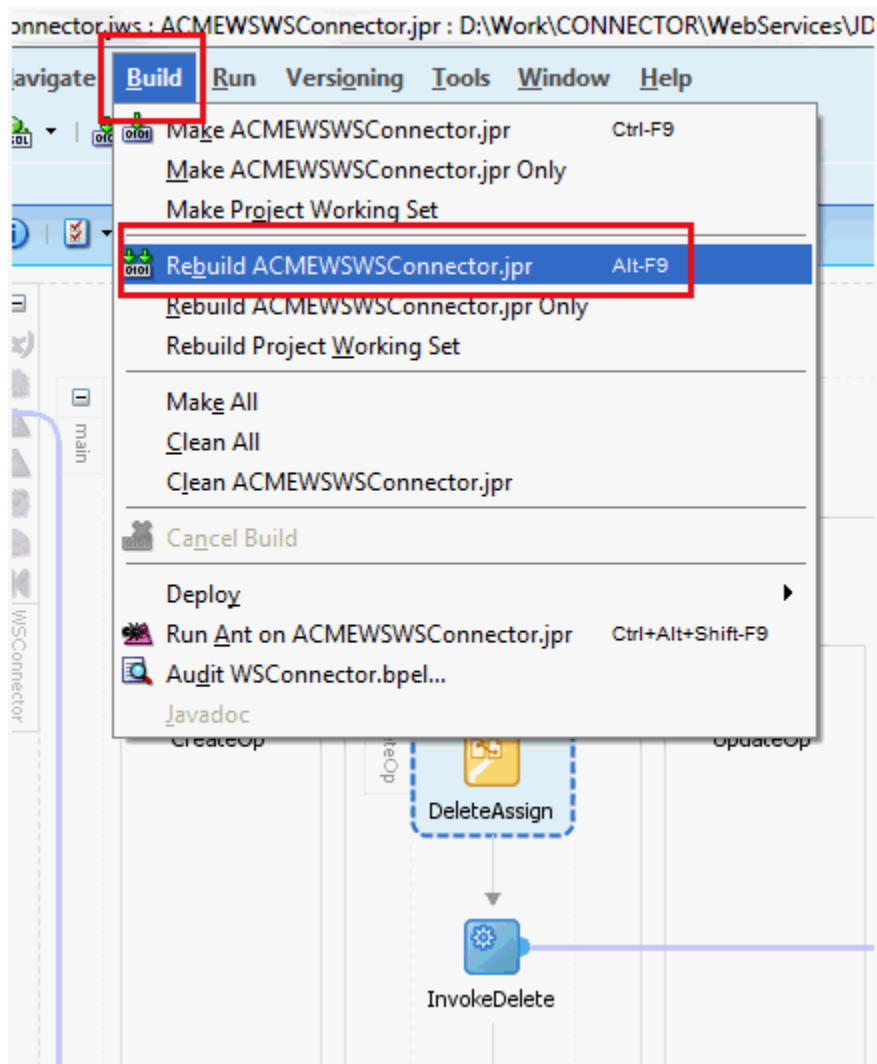 onnector.jws : ACMEWSWSConnector.jpr : D:\Work\CONNECTOR\WebServices\JD
avigate Build Run Versioning Tools Window Help
Make ACMEWSWSConnector.jpr Ctrl-F9
Make ACMEWSWSConnector.jpr Only
Make Project Working Set
Rebuild ACMEWSWSConnector.jpr Alt-F9
Rebuild ACMEWSWSConnector.jpr Only
Rebuild Project Working Set
Make All
Clean All
Clean ACMEWSWSConnector.jpr
Cancel Build
Deploy
Run Ant on ACMEWSWSConnector.jpr Ctrl+Alt+Shift-F9
Audit WSConnector.bpel...
Javadoc
main
WSConnector
CreateOp
teOp
UpdateOp
DeleteAssign
InvokeDelete